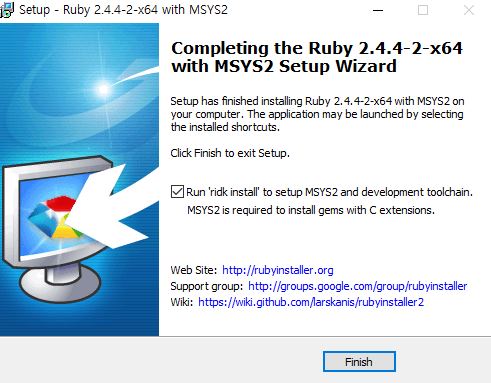 Setup - Ruby 2.4.4-2-x64 with MSYS2
Completing the Ruby 2.4.4-2-x64
with MSYS2 Setup Wizard
Setup has finished installing Ruby 2.4.4-2-x64 with MSYS2 on
your computer. The application may be launched by selecting
the installed shortcuts.
Click Finish to exit Setup.
Run 'ridk install' to setup MSYS2 and development toolchain.
MSYS2 is required to install gems with C extensions.
Web Site: http://rubyinstaller.org
Support group: http://groups.google.com/group/rubyinstaller
Wiki: https://wiki.github.com/larskanis/rubyinstaller2
Finish